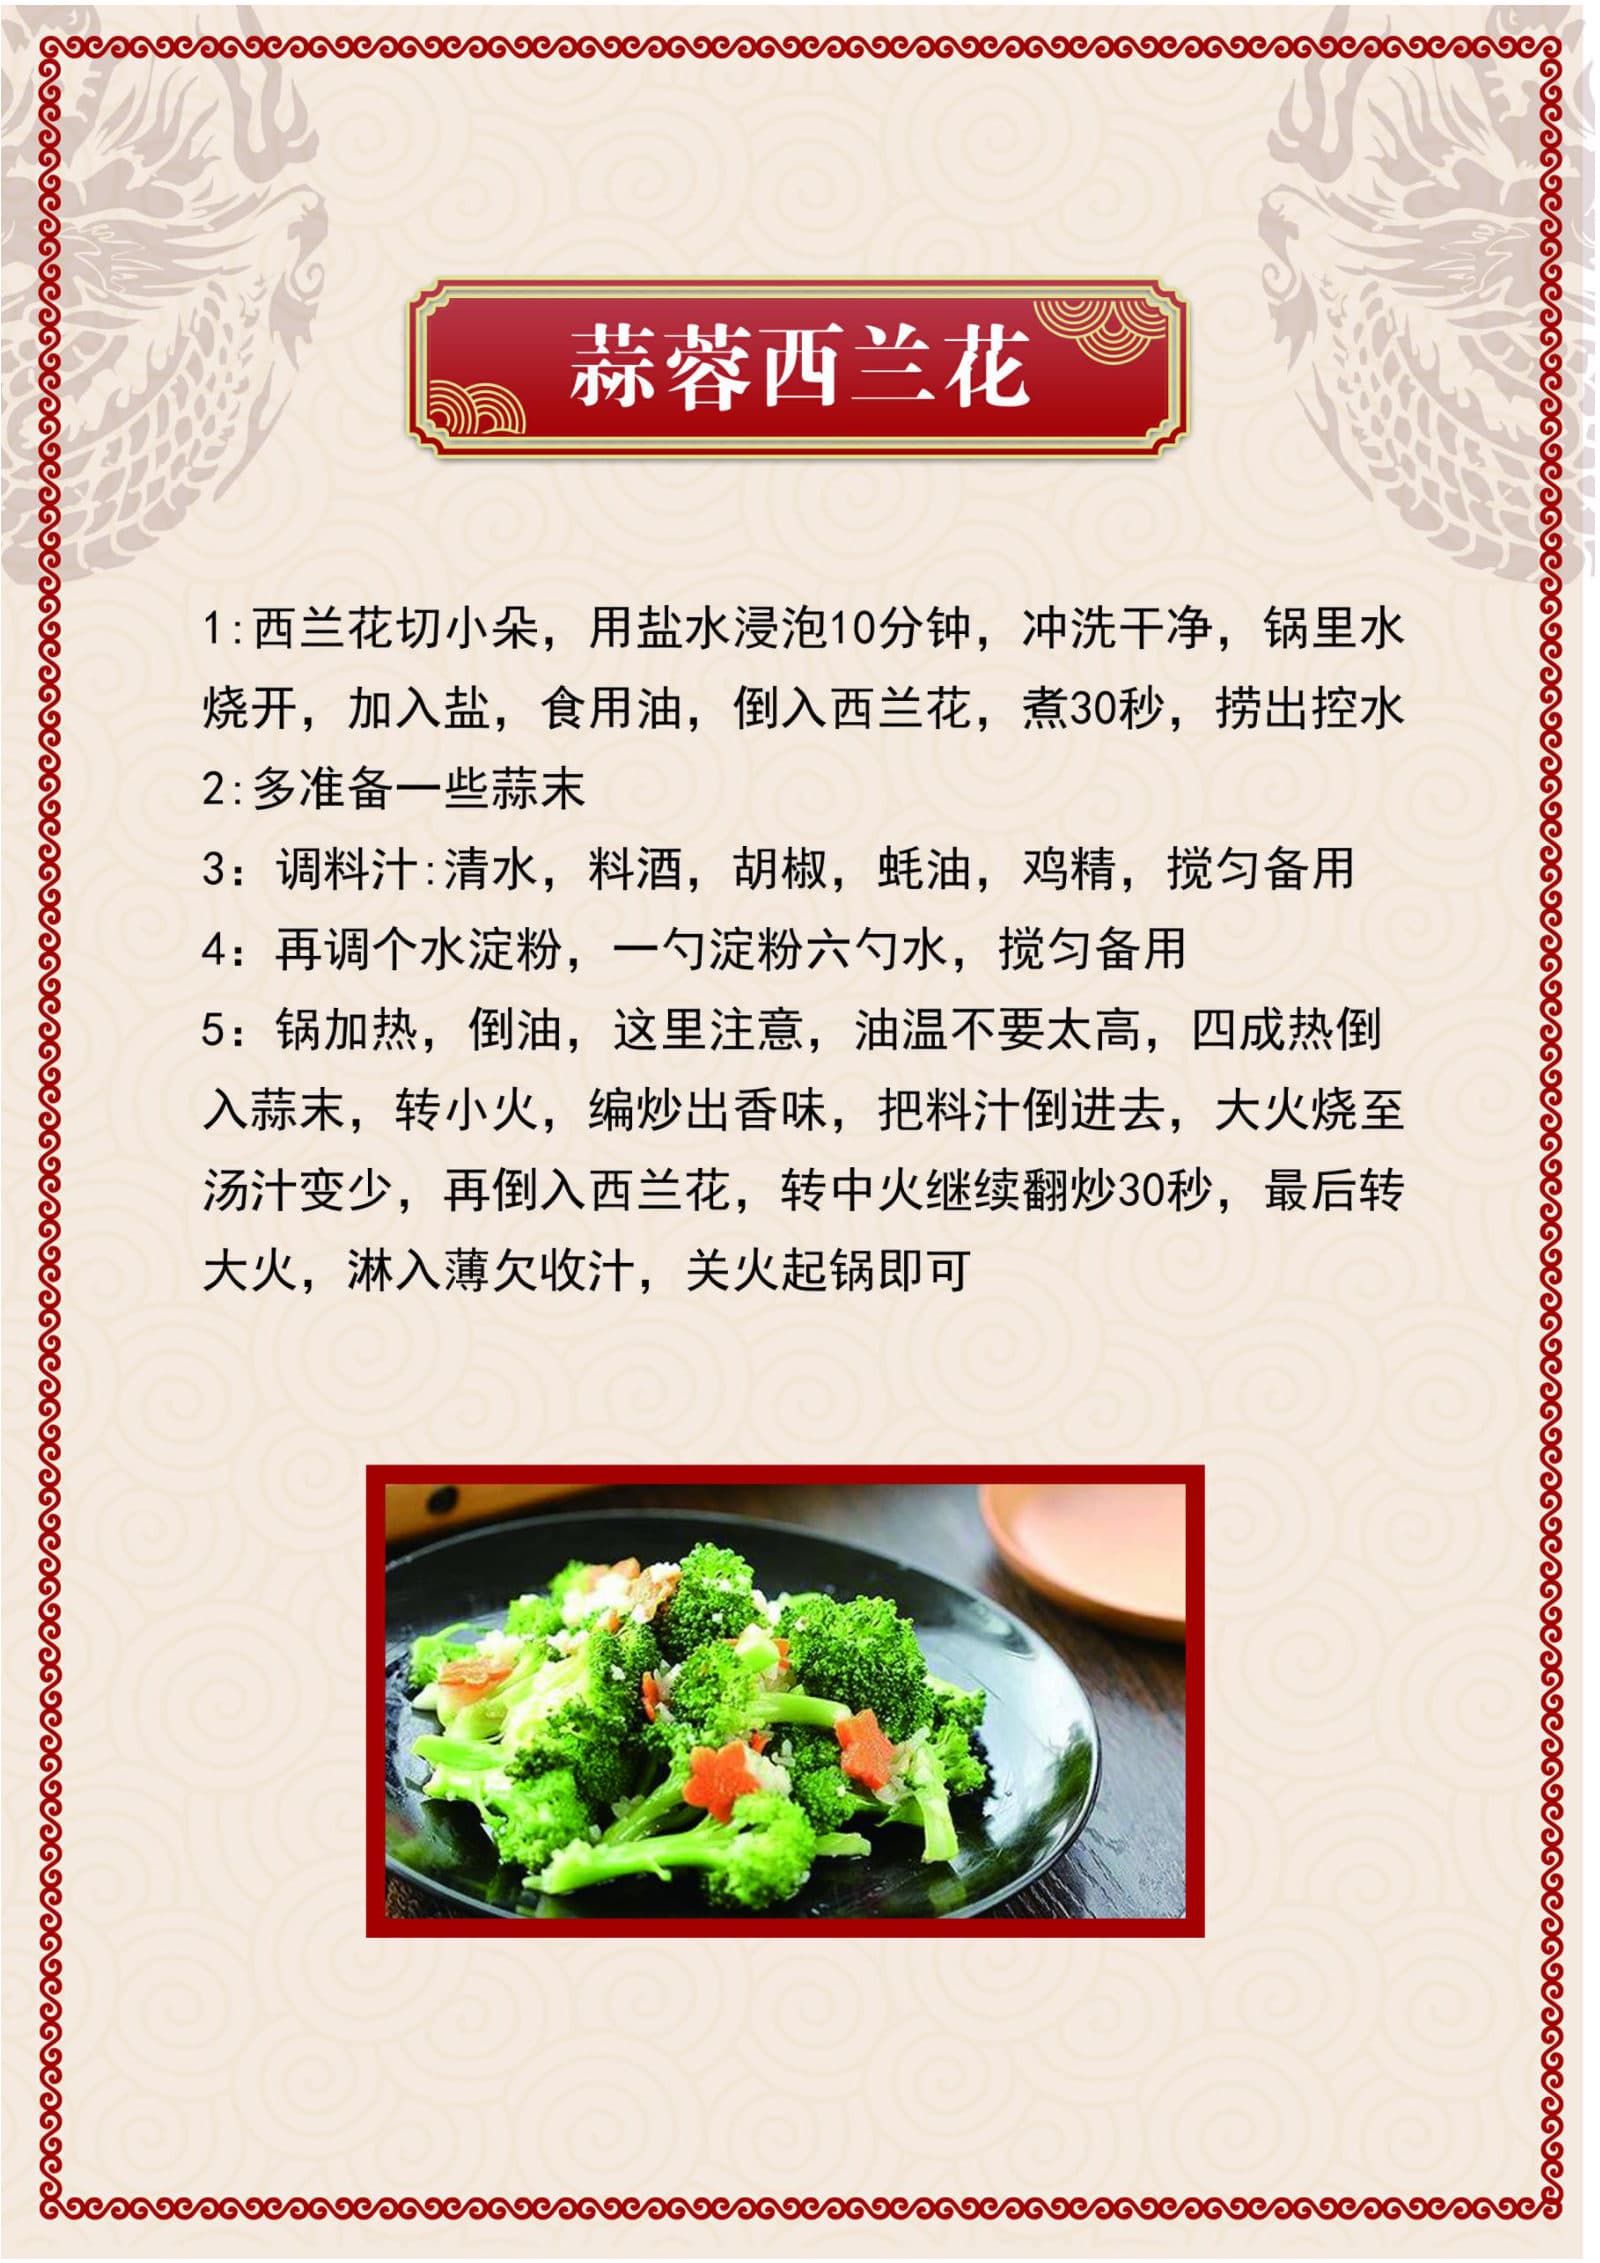 蒜蓉西兰花
1:西兰花切小朵，用盐水浸泡10分钟，冲洗干净，锅里水
烧开，加入盐，食用油，倒入西兰花，煮30秒，捞出控水
2:多准备一些蒜末
3：调料汁:清水，料酒，胡椒，蚝油，鸡精，搅匀备用
4：再调个水淀粉，一勺淀粉六勺水，搅匀备用
5：锅加热，倒油，这里注意，油温不要太高，四成热倒
入蒜末，转小火，编炒出香味，把料汁倒进去，大火烧至
汤汁变少，再倒入西兰花，转中火继续翻炒30秒，最后转
大火，淋入薄欠收汁，关火起锅即可